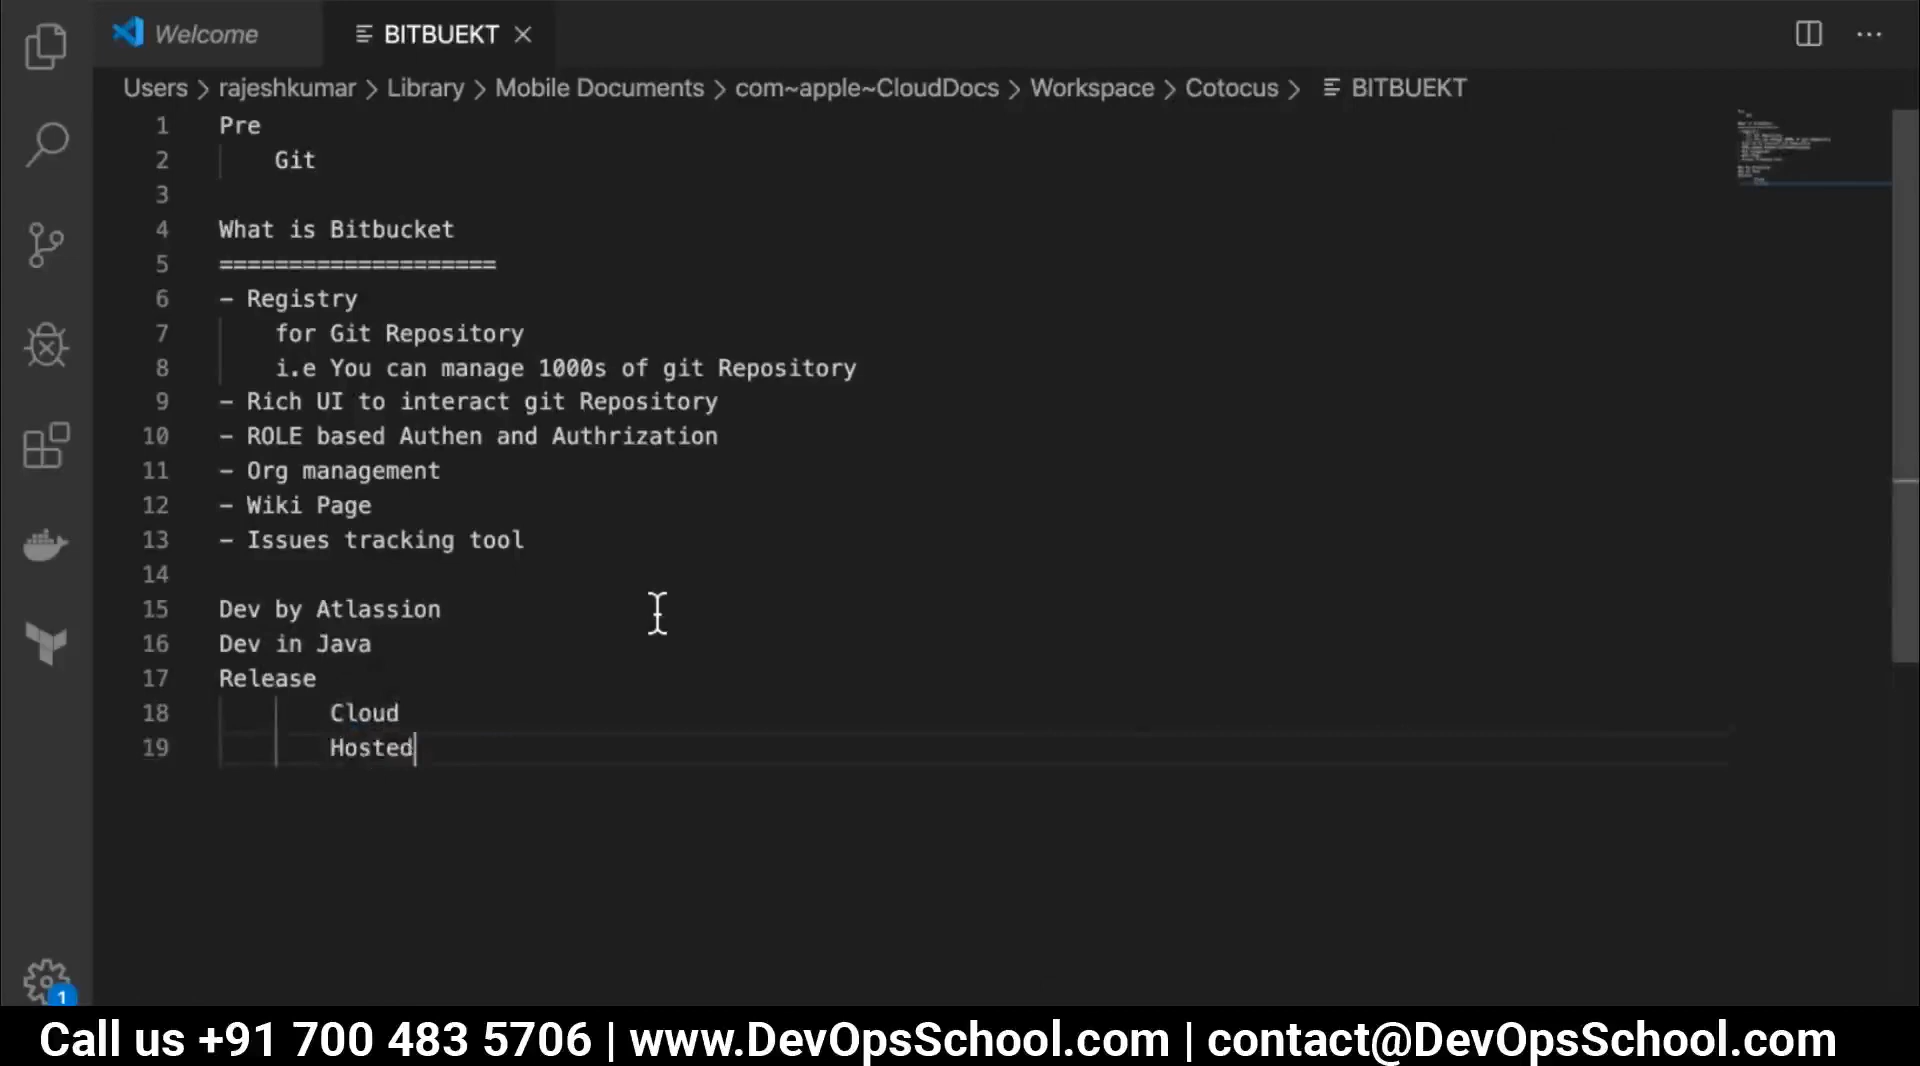 Welcome
BITBUEKT
Users > rajeshkumar > Library > Mobile Documents > com~apple~CloudDocs > Workspace > Cotocus > BITBUEKT
1 Pre
2 Git
3
4 What is Bitbucket
5 ====================
6 - Registry
7 for Git Repository
8 i.e You can manage 1000s of git Repository
9 - Rich UI to interact git Repository
10 - ROLE based Authen and Authrization
11 - Org management
12 - Wiki Page
13 - Issues tracking tool
14
15 Dev by Atlassion
16 Dev in Java
17 Release
18 Cloud
19 Hosted
1
Call us +91 700 483 5706 | www.DevOpsSchool.com | contact@DevOpsSchool.com